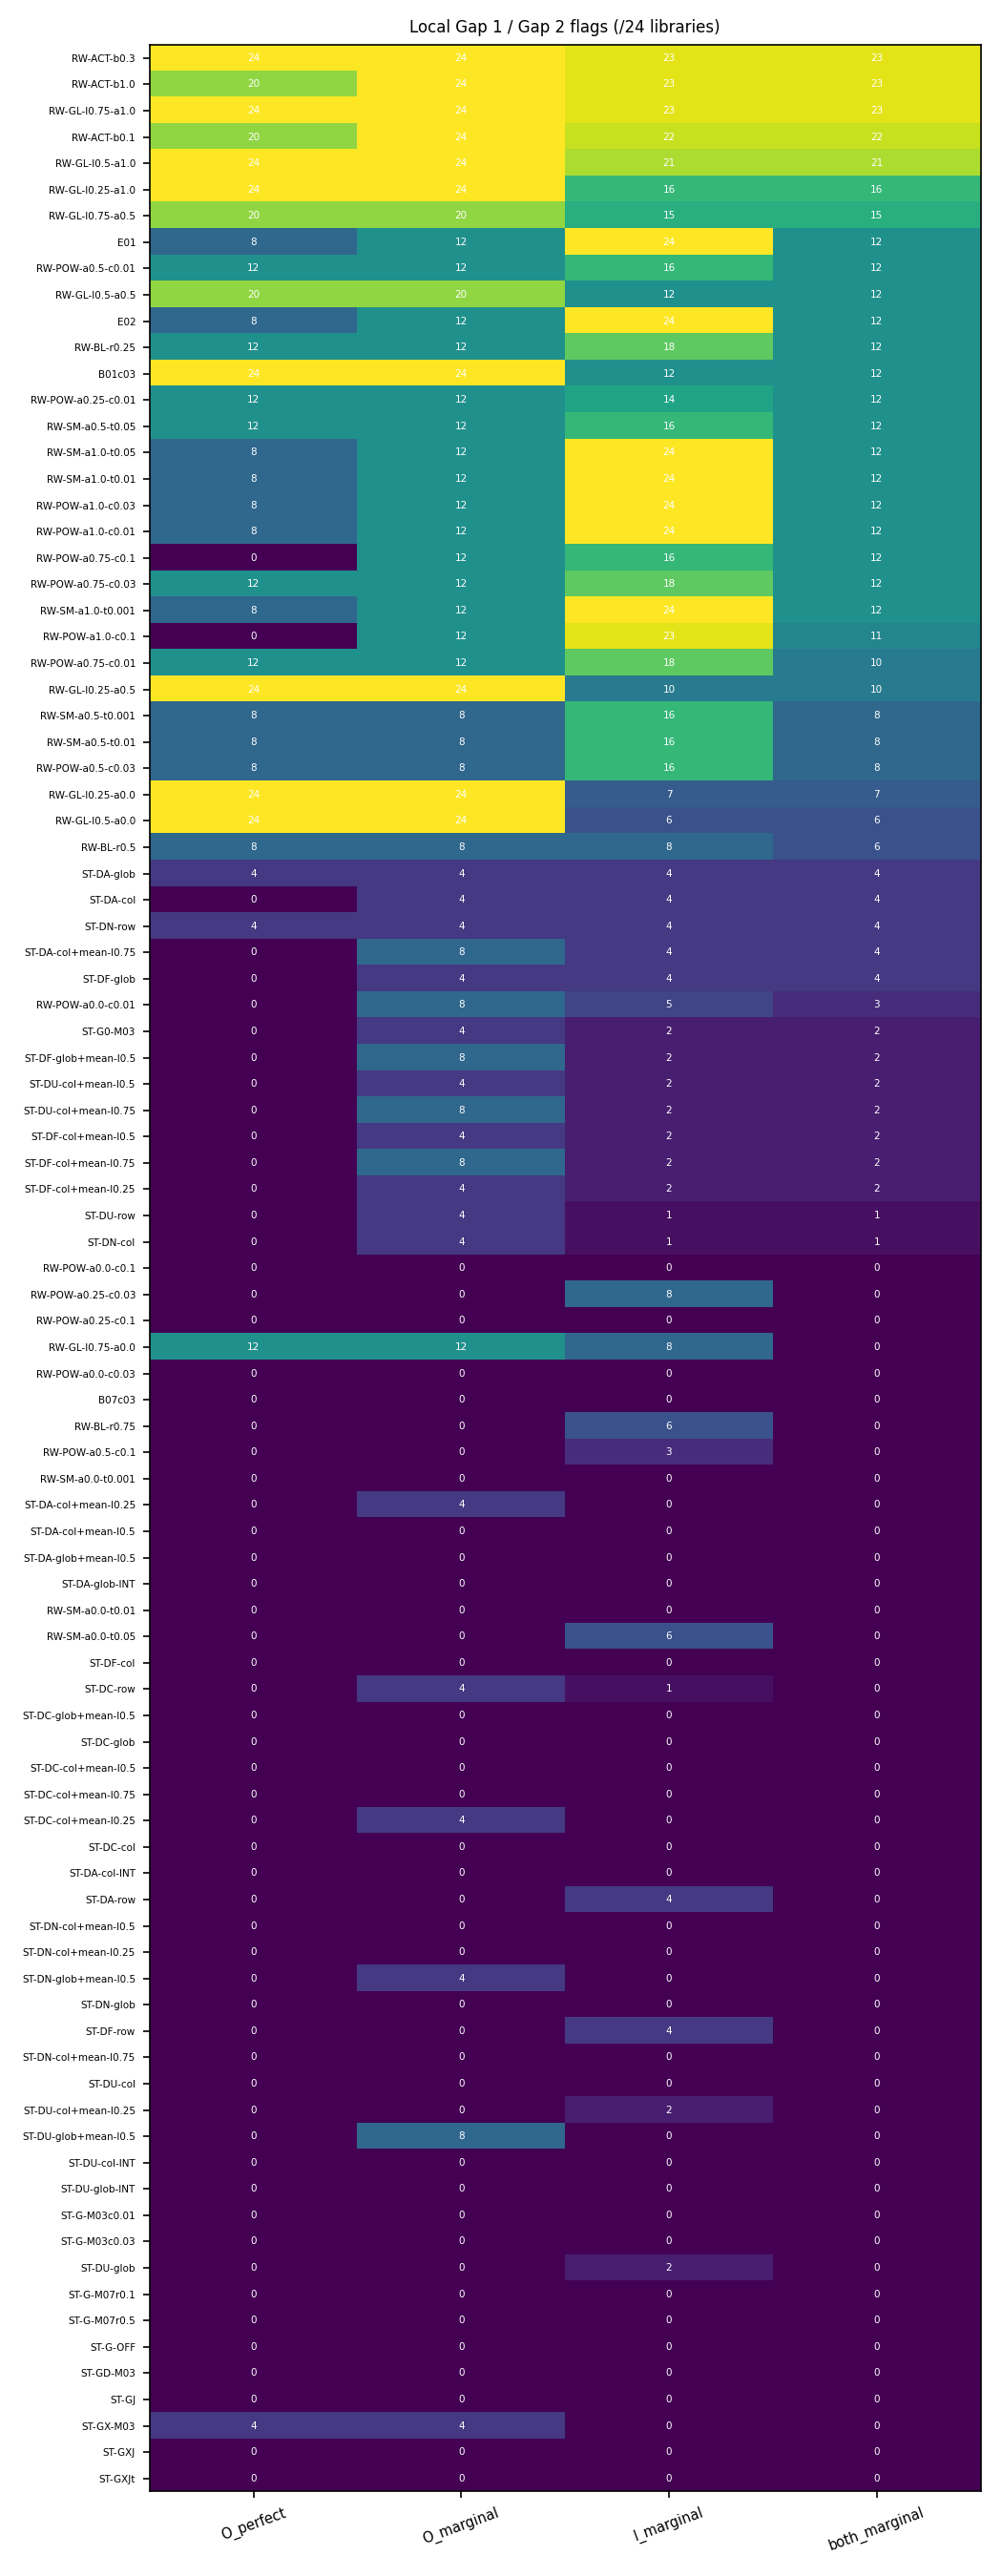 Local Gap 1 / Gap 2 flags (/24 libraries)
RW-ACT-b0.3 24 24 23 23
RW-ACT-b1.0 20 24 23 23
RW-GL-l0.75-a1.0 24 24 23 23
RW-ACT-b0.1 20 24 22 22
RW-GL-l0.5-a1.0 24 24 21 21
RW-GL-l0.25-a1.0 24 24 16 16
RW-GL-l0.75-a0.5 20 20 15 15
E01 8 12 24 12
RW-POW-a0.5-c0.01 12 12 16 12
RW-GL-l0.5-a0.5 20 20 12 12
E02 8 12 24 12
RW-BL-r0.25 12 12 18 12
B01c03 24 24 12 12
RW-POW-a0.25-c0.01 12 12 14 12
RW-SM-a0.5-t0.05 12 12 16 12
RW-SM-a1.0-t0.05 8 12 24 12
RW-SM-a1.0-t0.01 8 12 24 12
RW-POW-a1.0-c0.03 8 12 24 12
RW-POW-a1.0-c0.01 8 12 24 12
RW-POW-a0.75-c0.1 0 12 16 12
RW-POW-a0.75-c0.03 12 12 18 12
RW-SM-a1.0-t0.001 8 12 24 12
RW-POW-a1.0-c0.1 0 12 23 11
RW-POW-a0.75-c0.01 12 12 18 10
RW-GL-l0.25-a0.5 24 24 10 10
RW-SM-a0.5-t0.001 8 8 16 8
RW-SM-a0.5-t0.01 8 8 16 8
RW-POW-a0.5-c0.03 8 8 16 8
RW-GL-l0.25-a0.0 24 24 7 7
RW-GL-l0.5-a0.0 24 24 6 6
RW-BL-r0.5 8 8 8 6
ST-DA-glob 4 4 4 4
ST-DA-col 0 4 4 4
ST-DN-row 4 4 4 4
ST-DA-col+mean-l0.75 0 8 4 4
ST-DF-glob 0 4 4 4
RW-POW-a0.0-c0.01 0 8 5 3
ST-G0-M03 0 4 2 2
ST-DF-glob+mean-l0.5 0 8 2 2
ST-DU-col+mean-l0.5 0 4 2 2
ST-DU-col+mean-l0.75 0 8 2 2
ST-DF-col+mean-l0.5 0 4 2 2
ST-DF-col+mean-l0.75 0 8 2 2
ST-DF-col+mean-l0.25 0 4 2 2
ST-DU-row 0 4 1 1
ST-DN-col 0 4 1 1
RW-POW-a0.0-c0.1 0 0 0 0
RW-POW-a0.25-c0.03 0 0 8 0
RW-POW-a0.25-c0.1 0 0 0 0
RW-GL-l0.75-a0.0 12 12 8 0
RW-POW-a0.0-c0.03 0 0 0 0
B07c03 0 0 0 0
RW-BL-r0.75 0 0 6 0
RW-POW-a0.5-c0.1 0 0 3 0
RW-SM-a0.0-t0.001 0 0 0 0
ST-DA-col+mean-l0.25 0 4 0 0
ST-DA-col+mean-l0.5 0 0 0 0
ST-DA-glob+mean-l0.5 0 0 0 0
ST-DA-glob-INT 0 0 0 0
RW-SM-a0.0-t0.01 0 0 0 0
RW-SM-a0.0-t0.05 0 0 6 0
ST-DF-col 0 0 0 0
ST-DC-row 0 4 1 0
ST-DC-glob+mean-l0.5 0 0 0 0
ST-DC-glob 0 0 0 0
ST-DC-col+mean-l0.5 0 0 0 0
ST-DC-col+mean-l0.75 0 0 0 0
ST-DC-col+mean-l0.25 0 4 0 0
ST-DC-col 0 0 0 0
ST-DA-col-INT 0 0 0 0
ST-DA-row 0 0 4 0
ST-DN-col+mean-l0.5 0 0 0 0
ST-DN-col+mean-l0.25 0 0 0 0
ST-DN-glob+mean-l0.5 0 4 0 0
ST-DN-glob 0 0 0 0
ST-DF-row 0 0 4 0
ST-DN-col+mean-l0.75 0 0 0 0
ST-DU-col 0 0 0 0
ST-DU-col+mean-l0.25 0 0 2 0
ST-DU-glob+mean-l0.5 0 8 0 0
ST-DU-col-INT 0 0 0 0
ST-DU-glob-INT 0 0 0 0
ST-G-M03c0.01 0 0 0 0
ST-G-M03c0.03 0 0 0 0
ST-DU-glob 0 0 2 0
ST-G-M07r0.1 0 0 0 0
ST-G-M07r0.5 0 0 0 0
ST-G-OFF 0 0 0 0
ST-GD-M03 0 0 0 0
ST-GJ 0 0 0 0
ST-GX-M03 4 4 0 0
ST-GXJ 0 0 0 0
ST-GXJt 0 0 0 0
O_perfect O_marginal I_marginal both_marginal